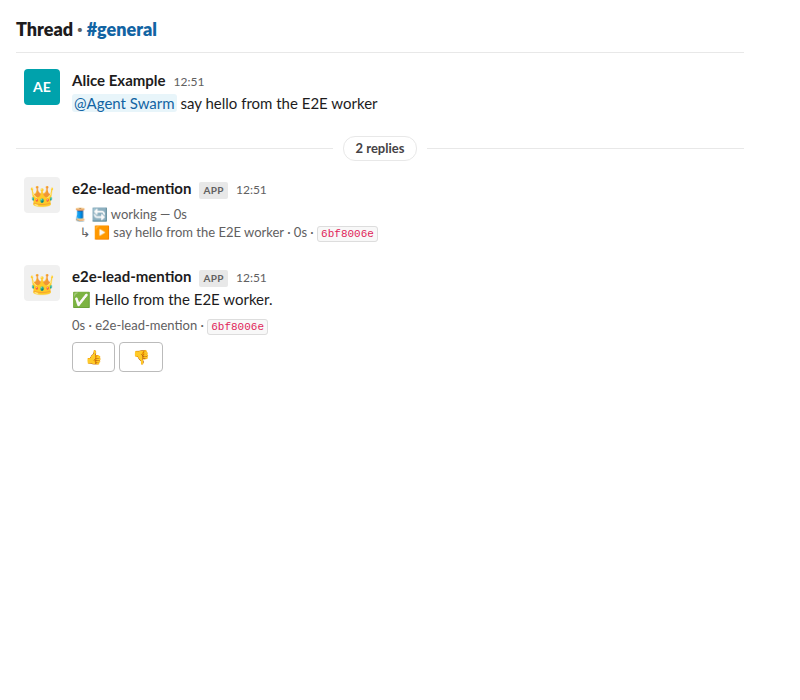 Thread • #general
AE
Alice Example 12:51
@Agent Swarm say hello from the E2E worker
2 replies
e2e-lead-mention APP 12:51
🧵 🔄 working — 0s
↳ ▶️ say hello from the E2E worker · 0s · 6bf8006e
e2e-lead-mention APP 12:51
✅ Hello from the E2E worker.
0s · e2e-lead-mention · 6bf8006e
👍 👎